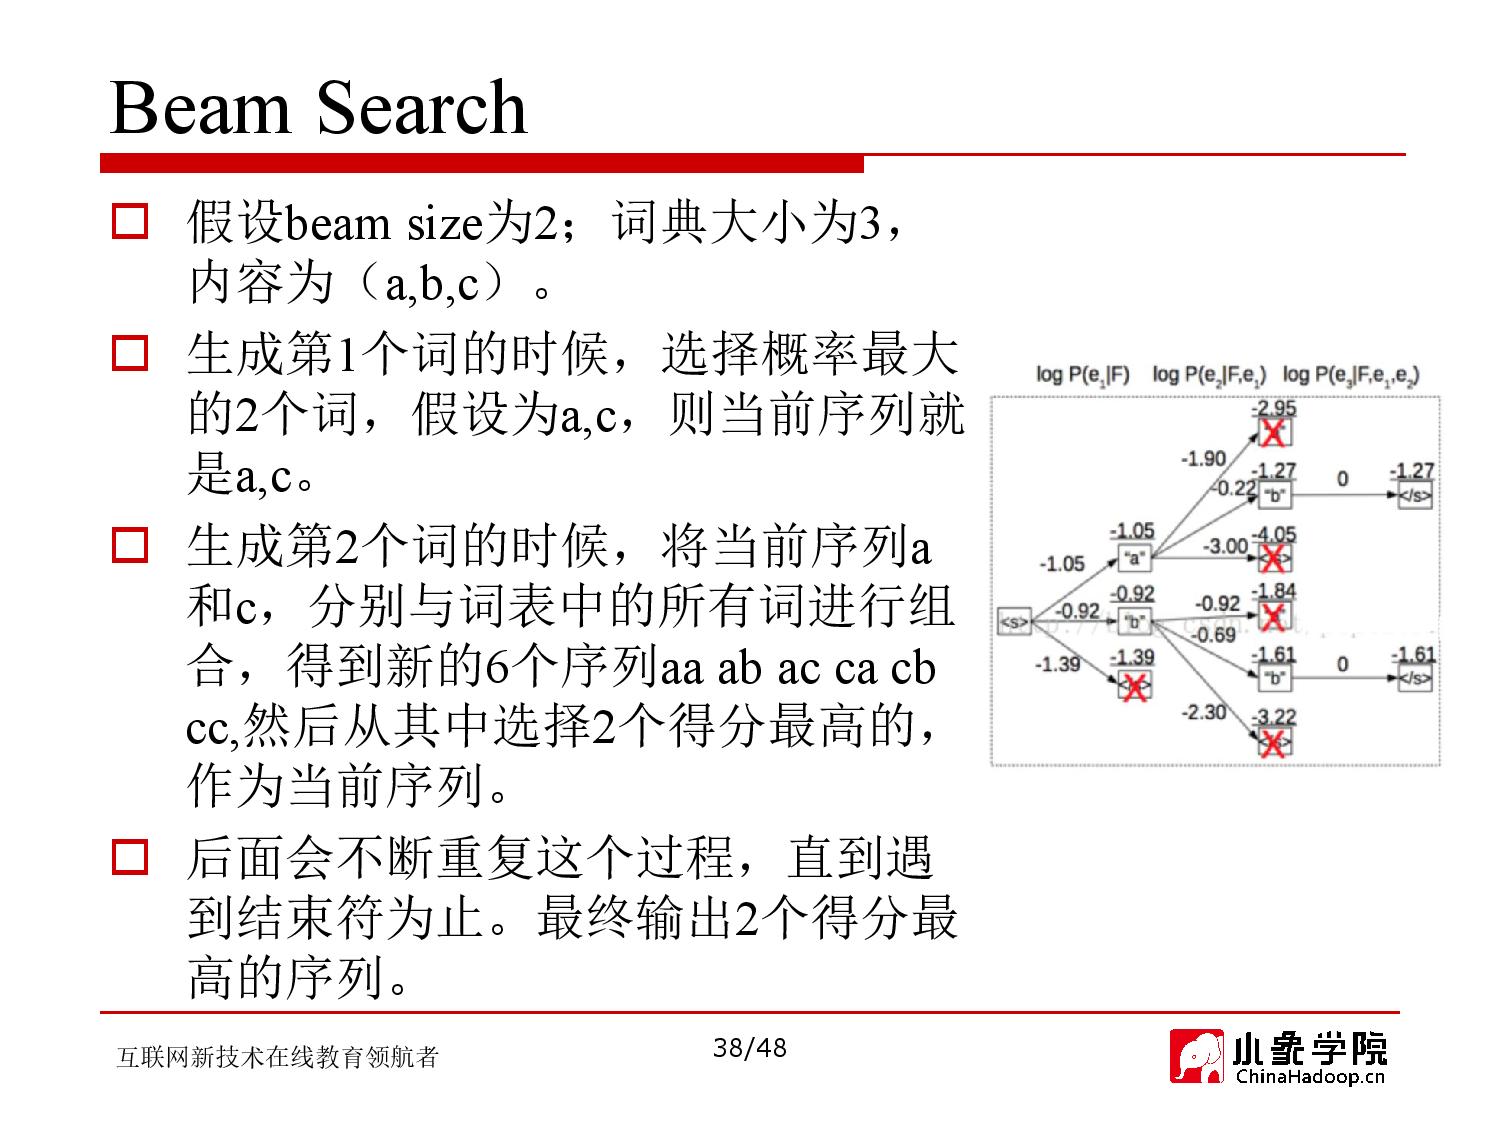 Beam Search
假设beam size为2；词典大小为3，
内容为（a,b,c）。
生成第1个词的时候，选择概率最大
的2个词，假设为a,c，则当前序列就
是a,c。
生成第2个词的时候，将当前序列a
和c，分别与词表中的所有词进行组
合，得到新的6个序列aa ab ac ca cb
cc,然后从其中选择2个得分最高的，
作为当前序列。
后面会不断重复这个过程，直到遇
到结束符为止。最终输出2个得分最
高的序列。
log P(e₁|F) log P(e₂|F,e₁) log P(e₃|F,e₁,e₂)
-2.95
-1.90
-1.27
0
-1.27
-0.22
"b"
</s>
-1.05
-4.05
-3.00
"a"
-1.05
-0.92
-1.84
-0.92
-0.92
<s>
"b"
-0.69
-1.39
-1.39
-1.61
0
-1.61
"b"
</s>
-2.30
-3.22
互联网新技术在线教育领航者
38/48
小象学院
ChinaHadoop.cn